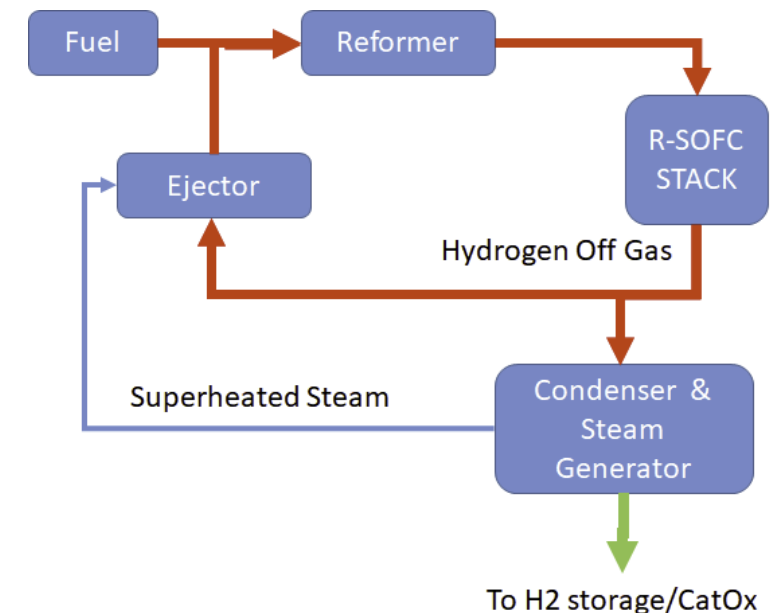 Fuel
Reformer
R-SOFC
STACK
Ejector
Hydrogen Off Gas
Superheated Steam
Condenser &
Steam
Generator
To H2 storage/CatOx